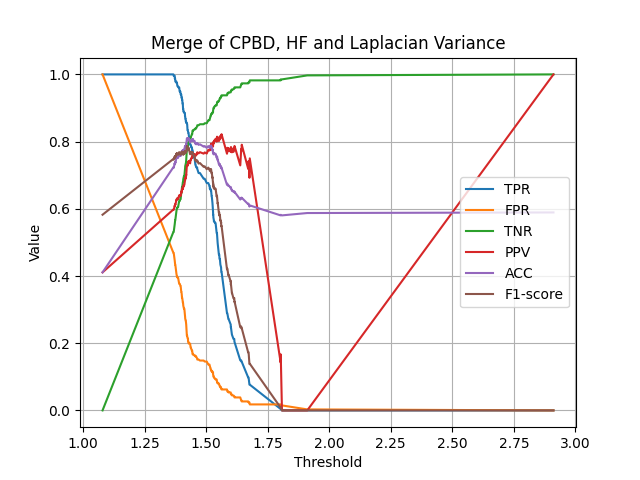 Merge of CPBD, HF and Laplacian Variance
1.0
0.8
0.6
0.4
0.2
0.0
Value
TPR
FPR
TNR
PPV
ACC
F1-score
1.00 1.25 1.50 1.75 2.00 2.25 2.50 2.75 3.00
Threshold